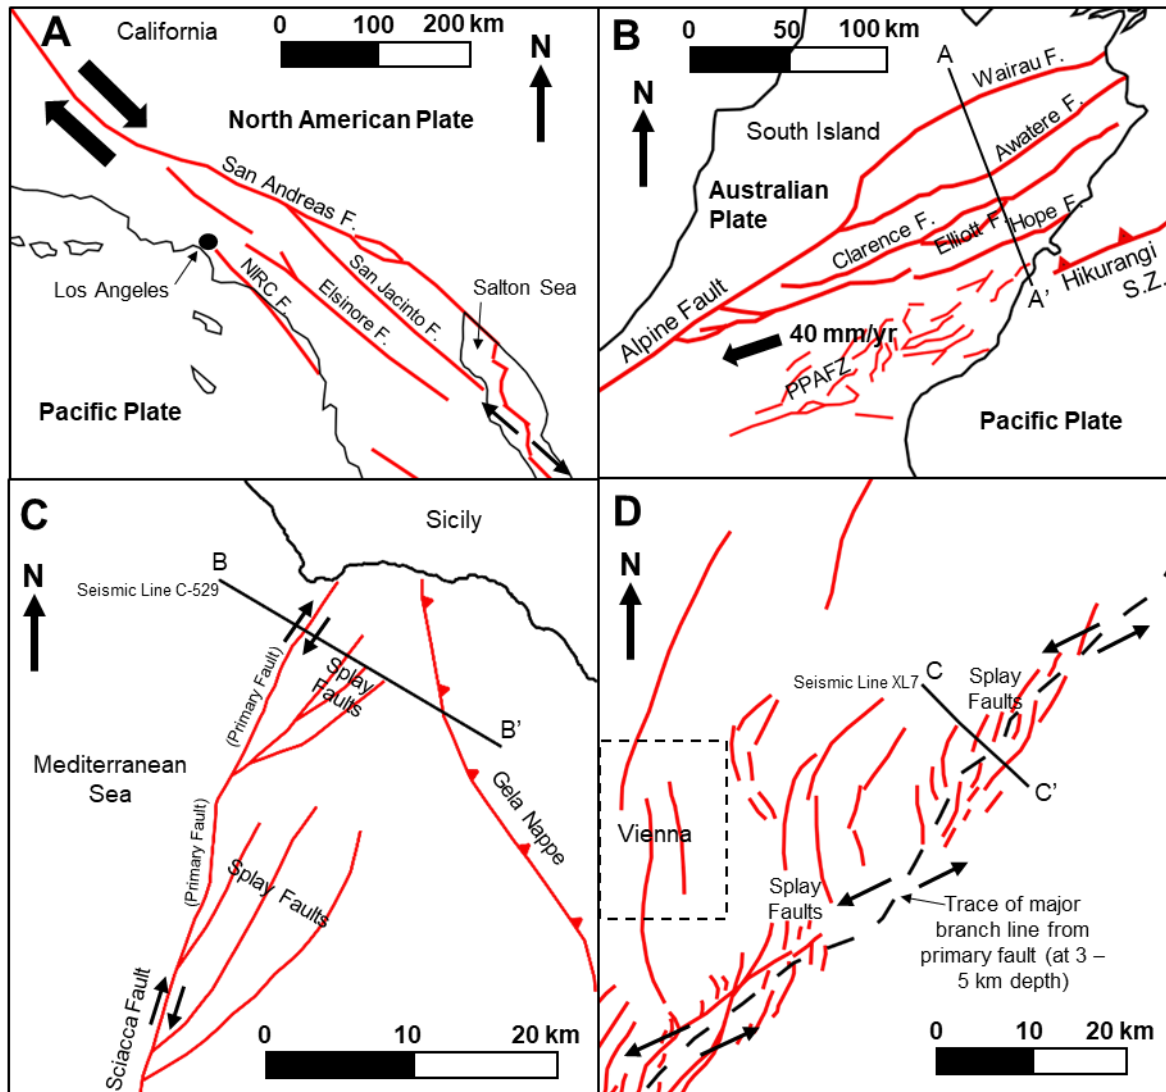 A
California
0 100 200 km
N
North American Plate
San Andreas F.
Los Angeles
NIRC F.
Elsinore F.
San Jacinto F.
Salton Sea
Pacific Plate
B
0 50 100 km
N
A
Wairau F.
South Island
Awatere F.
Australian
Plate
Clarence F.
Elliott F.
Hope F.
A'
Hikurangi
S.Z.
Alpine Fault
40 mm/yr
PPAFZ
Pacific Plate
C
Sicily
N
B
Seismic Line C-529
(Primary Fault)
Splay
Faults
B'
Mediterranean
Sea
Gela Nappe
(Primary Fault)
Splay Faults
Sciacca Fault
0 10 20 km
D
N
Seismic Line XL7
C
Splay
Faults
C'
Vienna
Splay
Faults
Trace of major
branch line from
primary fault (at 3 –
5 km depth)
0 10 20 km